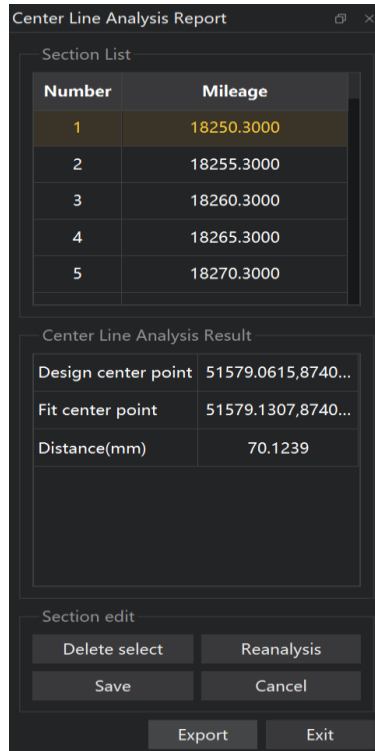 Center Line Analysis Report
Section List
Number Mileage
1 18250.3000
2 18255.3000
3 18260.3000
4 18265.3000
5 18270.3000
Center Line Analysis Result
Design center point 51579.0615,8740...
Fit center point 51579.1307,8740...
Distance(mm) 70.1239
Section edit
Delete select Reanalysis
Save Cancel
Export Exit